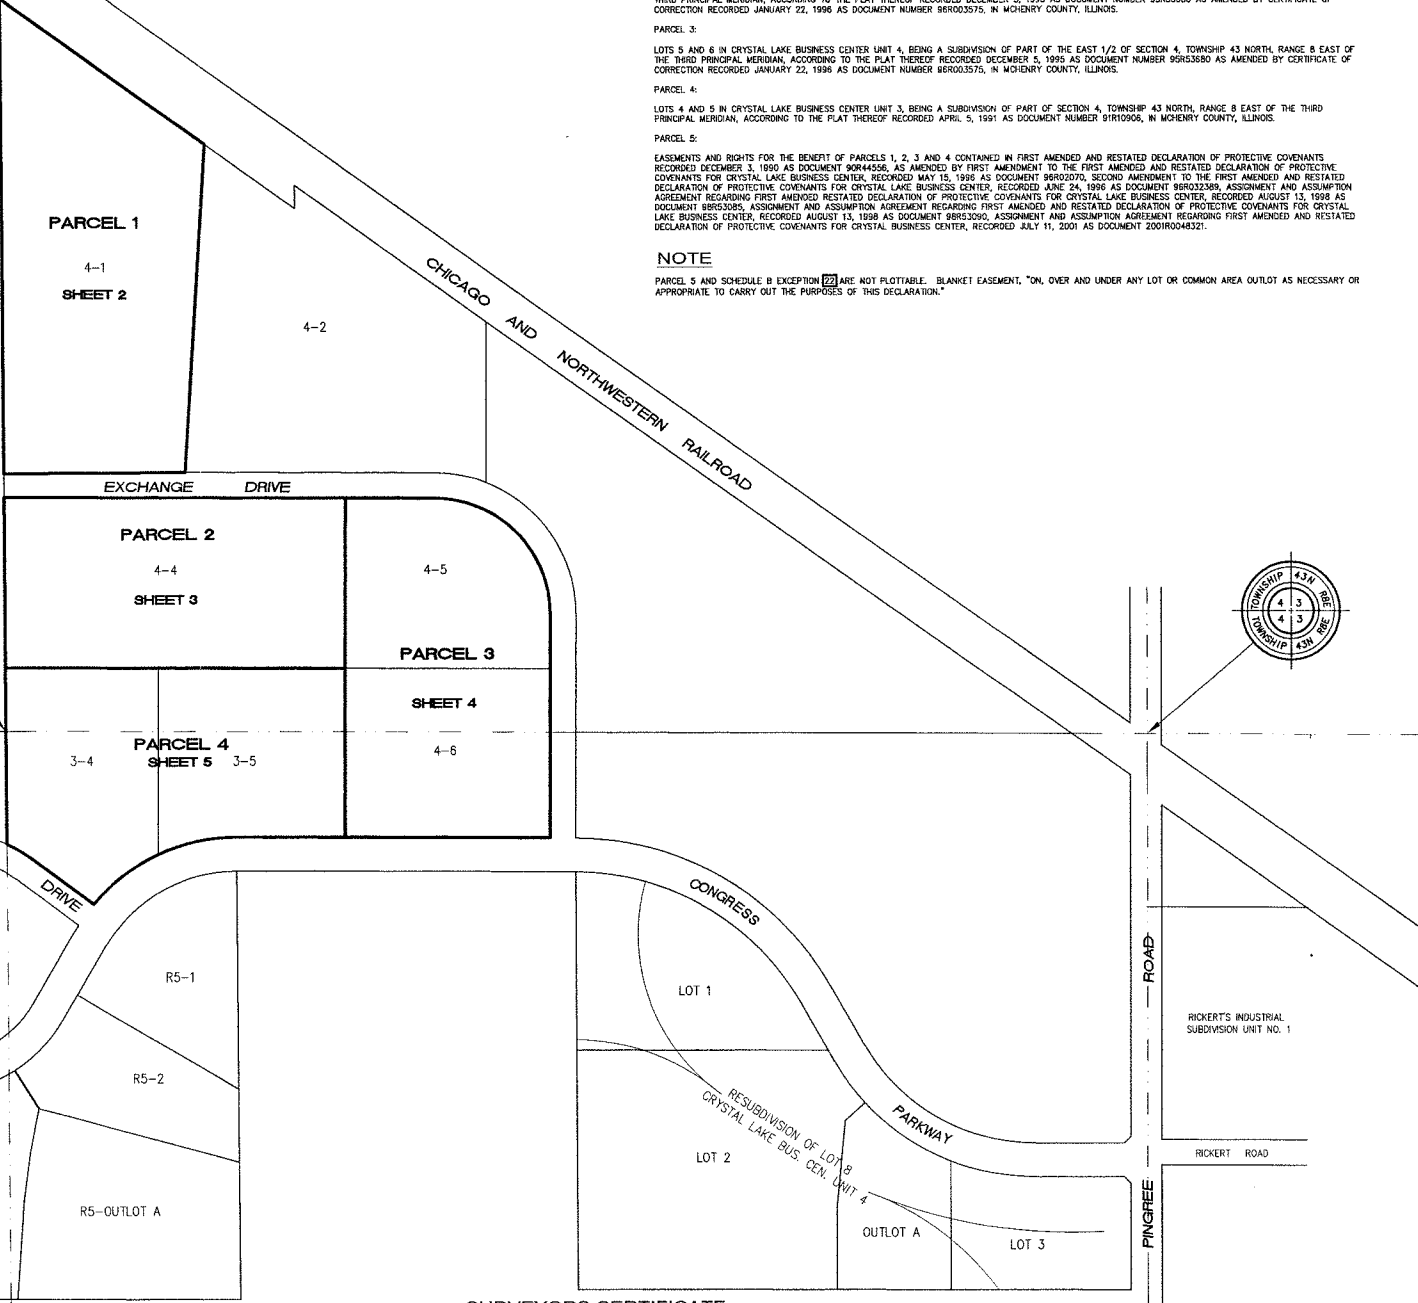 CORRECTION RECORDED JANUARY 22, 1996 AS DOCUMENT NUMBER 96R003575, IN MCHENRY COUNTY, ILLINOIS.
PARCEL 3:
LOTS 5 AND 6 IN CRYSTAL LAKE BUSINESS CENTER UNIT 4, BEING A SUBDIVISION OF PART OF THE EAST 1/2 OF SECTION 4, TOWNSHIP 43 NORTH, RANGE 8 EAST OF
THE THIRD PRINCIPAL MERIDIAN, ACCORDING TO THE PLAT THEREOF RECORDED DECEMBER 5, 1995 AS DOCUMENT NUMBER 95R53680 AS AMENDED BY CERTIFICATE OF
CORRECTION RECORDED JANUARY 22, 1996 AS DOCUMENT NUMBER 96R003575, IN MCHENRY COUNTY, ILLINOIS.
PARCEL 4:
LOTS 4 AND 5 IN CRYSTAL LAKE BUSINESS CENTER UNIT 3, BEING A SUBDIVISION OF PART OF SECTION 4, TOWNSHIP 43 NORTH, RANGE 8 EAST OF THE THIRD
PRINCIPAL MERIDIAN, ACCORDING TO THE PLAT THEREOF RECORDED APRIL 5, 1991 AS DOCUMENT NUMBER 91R10906, IN MCHENRY COUNTY, ILLINOIS.
PARCEL 5:
EASEMENTS AND RIGHTS FOR THE BENEFIT OF PARCELS 1, 2, 3 AND 4 CONTAINED IN FIRST AMENDED AND RESTATED DECLARATION OF PROTECTIVE COVENANTS
RECORDED DECEMBER 3, 1990 AS DOCUMENT 90R44556, AS AMENDED BY FIRST AMENDMENT TO THE FIRST AMENDED AND RESTATED DECLARATION OF PROTECTIVE
COVENANTS FOR CRYSTAL LAKE BUSINESS CENTER, RECORDED MAY 15, 1996 AS DOCUMENT 96R02070, SECOND AMENDMENT TO THE FIRST AMENDED AND RESTATED
DECLARATION OF PROTECTIVE COVENANTS FOR CRYSTAL LAKE BUSINESS CENTER, RECORDED JUNE 24, 1996 AS DOCUMENT 96R032389, ASSIGNMENT AND ASSUMPTION
AGREEMENT REGARDING FIRST AMENDED RESTATED DECLARATION OF PROTECTIVE COVENANTS FOR CRYSTAL LAKE BUSINESS CENTER, RECORDED AUGUST 13, 1998 AS
DOCUMENT 98R53085, ASSIGNMENT AND ASSUMPTION AGREEMENT REGARDING FIRST AMENDED AND RESTATED DECLARATION OF PROTECTIVE COVENANTS FOR CRYSTAL
LAKE BUSINESS CENTER, RECORDED AUGUST 13, 1998 AS DOCUMENT 98R53090, ASSIGNMENT AND ASSUMPTION AGREEMENT REGARDING FIRST AMENDED AND RESTATED
DECLARATION OF PROTECTIVE COVENANTS FOR CRYSTAL BUSINESS CENTER, RECORDED JULY 11, 2001 AS DOCUMENT 2001R0048321.
NOTE
PARCEL 5 AND SCHEDULE B EXCEPTION 22 ARE NOT PLOTTABLE. BLANKET EASEMENT, "ON, OVER AND UNDER ANY LOT OR COMMON AREA OUTLOT AS NECESSARY OR
APPROPRIATE TO CARRY OUT THE PURPOSES OF THIS DECLARATION."
PARCEL 1
4-1
SHEET 2
4-2
CHICAGO AND NORTHWESTERN RAILROAD
EXCHANGE DRIVE
PARCEL 2
4-4
SHEET 3
4-5
PARCEL 3
SHEET 4
4-6
PARCEL 4
3-4
SHEET 5
3-5
TOWNSHIP 43N R8E
4 3
4 3
TOWNSHIP 43N R8E
DRIVE
CONGRESS
PARKWAY
R5-1
R5-2
R5-OUTLOT A
LOT 1
RESUBDIVISION OF LOT 8
CRYSTAL LAKE BUS. CEN. UNIT 4
LOT 2
OUTLOT A
LOT 3
PINGREE ROAD
RICKERT'S INDUSTRIAL
SUBDIVISION UNIT NO. 1
RICKERT ROAD